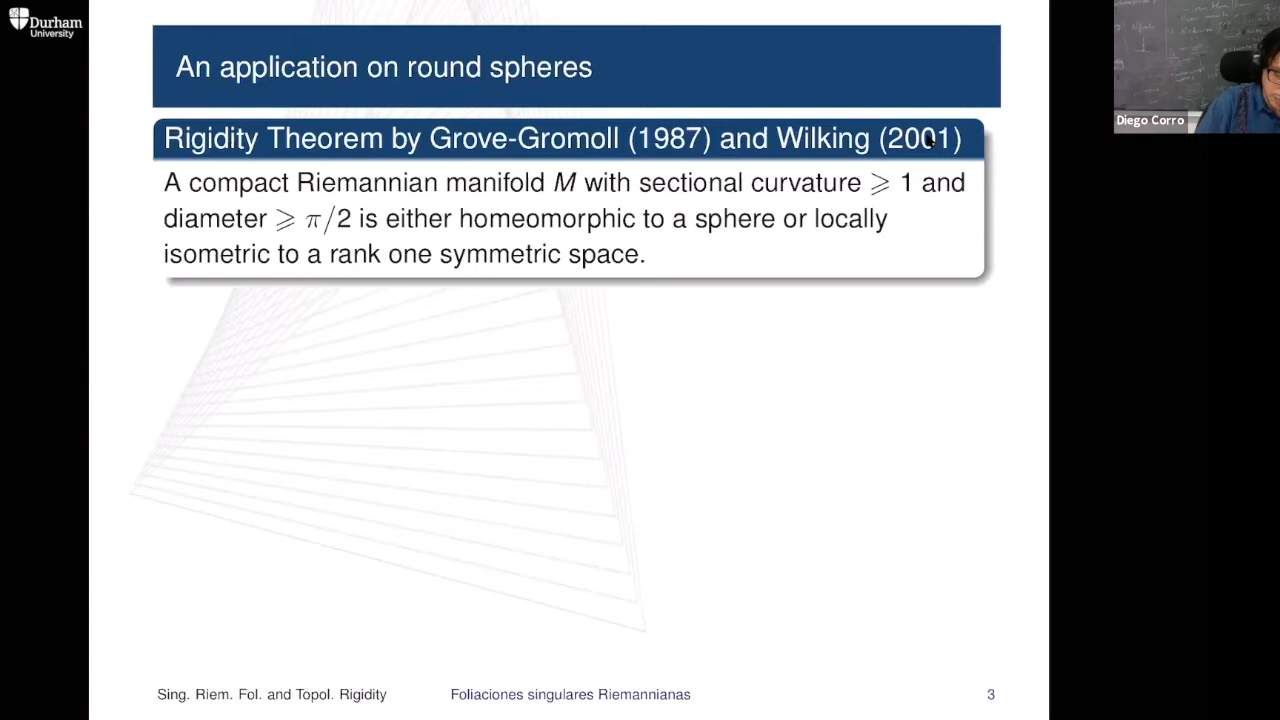 Durham
University
An application on round spheres
Rigidity Theorem by Grove-Gromoll (1987) and Wilking (2001)
A compact Riemannian manifold M with sectional curvature ⩾ 1 and
diameter ⩾ π/2 is either homeomorphic to a sphere or locally
isometric to a rank one symmetric space.
Diego Corro
Sing. Riem. Fol. and Topol. Rigidity
Foliaciones singulares Riemannianas
3